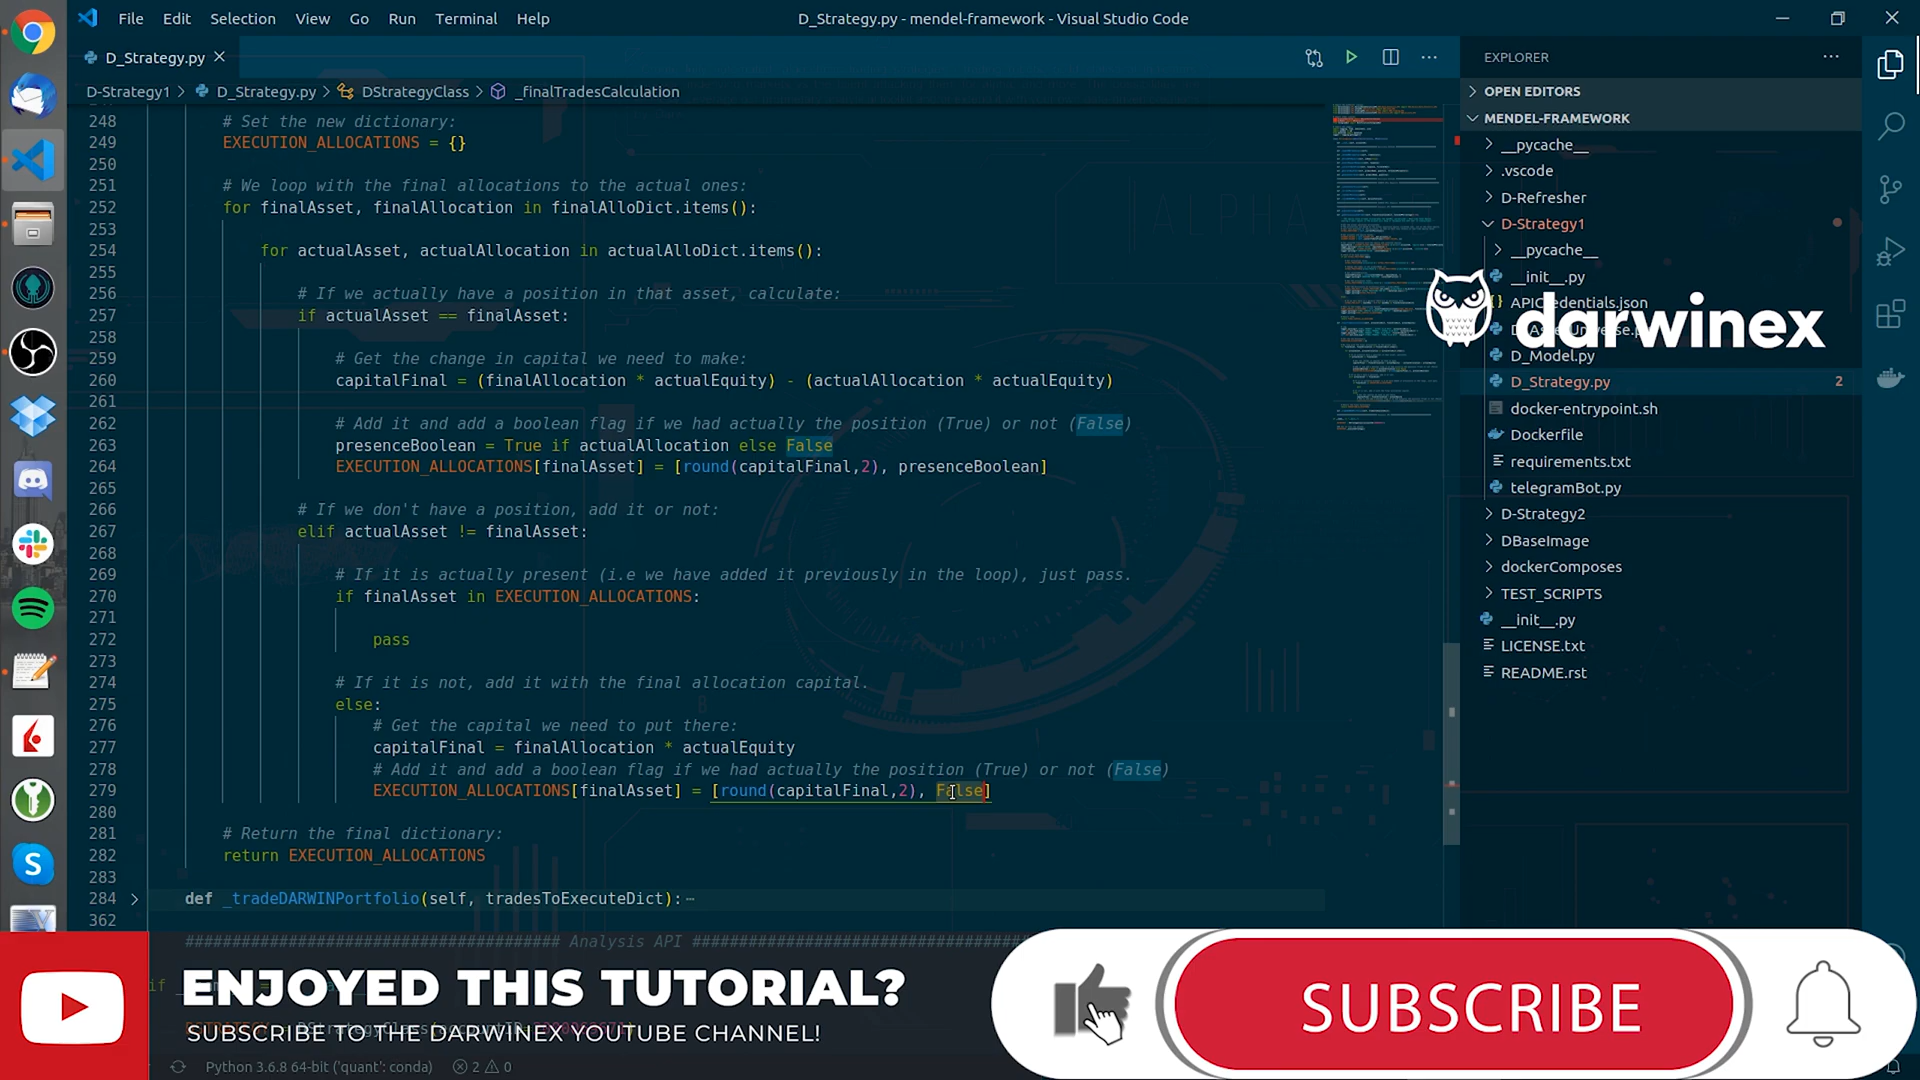 File Edit Selection View Go Run Terminal Help
D_Strategy.py - mendel-framework - Visual Studio Code
D_Strategy.py
D-Strategy1 > D_Strategy.py > DStrategyClass > _finalTradesCalculation
248 # Set the new dictionary:
249 EXECUTION_ALLOCATIONS = {}
250
251 # We loop with the final allocations to the actual ones:
252 for finalAsset, finalAllocation in finalAlloDict.items():
253
254 for actualAsset, actualAllocation in actualAlloDict.items():
255
256 # If we actually have a position in that asset, calculate:
257 if actualAsset == finalAsset:
258
259 # Get the change in capital we need to make:
260 capitalFinal = (finalAllocation * actualEquity) - (actualAllocation * actualEquity)
261
262 # Add it and add a boolean flag if we had actually the position (True) or not (False)
263 presenceBoolean = True if actualAllocation else False
264 EXECUTION_ALLOCATIONS[finalAsset] = [round(capitalFinal,2), presenceBoolean]
265
266 # If we don't have a position, add it or not:
267 elif actualAsset != finalAsset:
268
269 # If it is actually present (i.e we have added it previously in the loop), just pass.
270 if finalAsset in EXECUTION_ALLOCATIONS:
271
272 pass
273
274 # If it is not, add it with the final allocation capital.
275 else:
276 # Get the capital we need to put there:
277 capitalFinal = finalAllocation * actualEquity
278 # Add it and add a boolean flag if we had actually the position (True) or not (False)
279 EXECUTION_ALLOCATIONS[finalAsset] = [round(capitalFinal,2), False]
280
281 # Return the final dictionary:
282 return EXECUTION_ALLOCATIONS
283
284 def _tradeDARWINPortfolio(self, tradesToExecuteDict):
362
Analysis API
ALPHA
EXPLORER
OPEN EDITORS
MENDEL-FRAMEWORK
__pycache__
.vscode
D-Refresher
D-Strategy1
__pycache__
__init__.py
darwinex
D_Model.py
D_Strategy.py 2
docker-entrypoint.sh
Dockerfile
requirements.txt
telegramBot.py
D-Strategy2
DBaseImage
dockerComposes
TEST_SCRIPTS
__init__.py
LICENSE.txt
README.rst
ENJOYED THIS TUTORIAL?
SUBSCRIBE TO THE DARWINEX YOUTUBE CHANNEL!
SUBSCRIBE
Python 3.6.8 64-bit ('quant': conda) 2 0